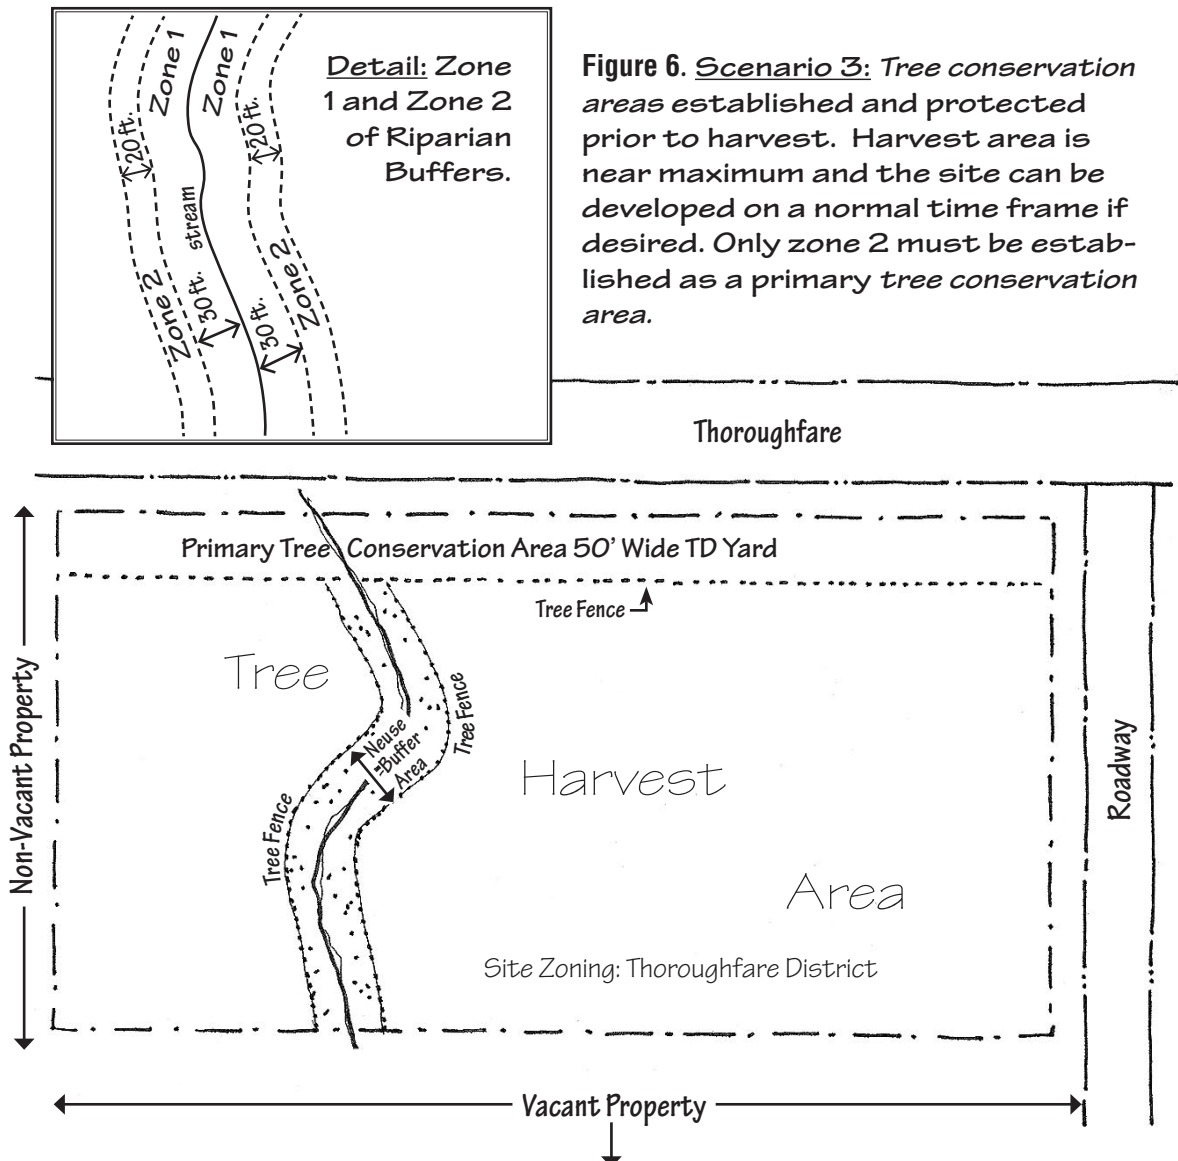 Zone 1
Zone 1
20 ft.
20 ft.
stream
Zone 2
30 ft.
30 ft.
Zone 2
Detail: Zone
1 and Zone 2
of Riparian
Buffers.
Figure 6. Scenario 3: Tree conservation
areas established and protected
prior to harvest. Harvest area is
near maximum and the site can be
developed on a normal time frame if
desired. Only zone 2 must be estab-
lished as a primary tree conservation
area.
Thoroughfare
Primary Tree Conservation Area 50' Wide TD Yard
Tree Fence
Tree
Neuse
Buffer
Area
Tree Fence
Tree Fence
Harvest
Area
Site Zoning: Thoroughfare District
Non-Vacant Property
Roadway
Vacant Property